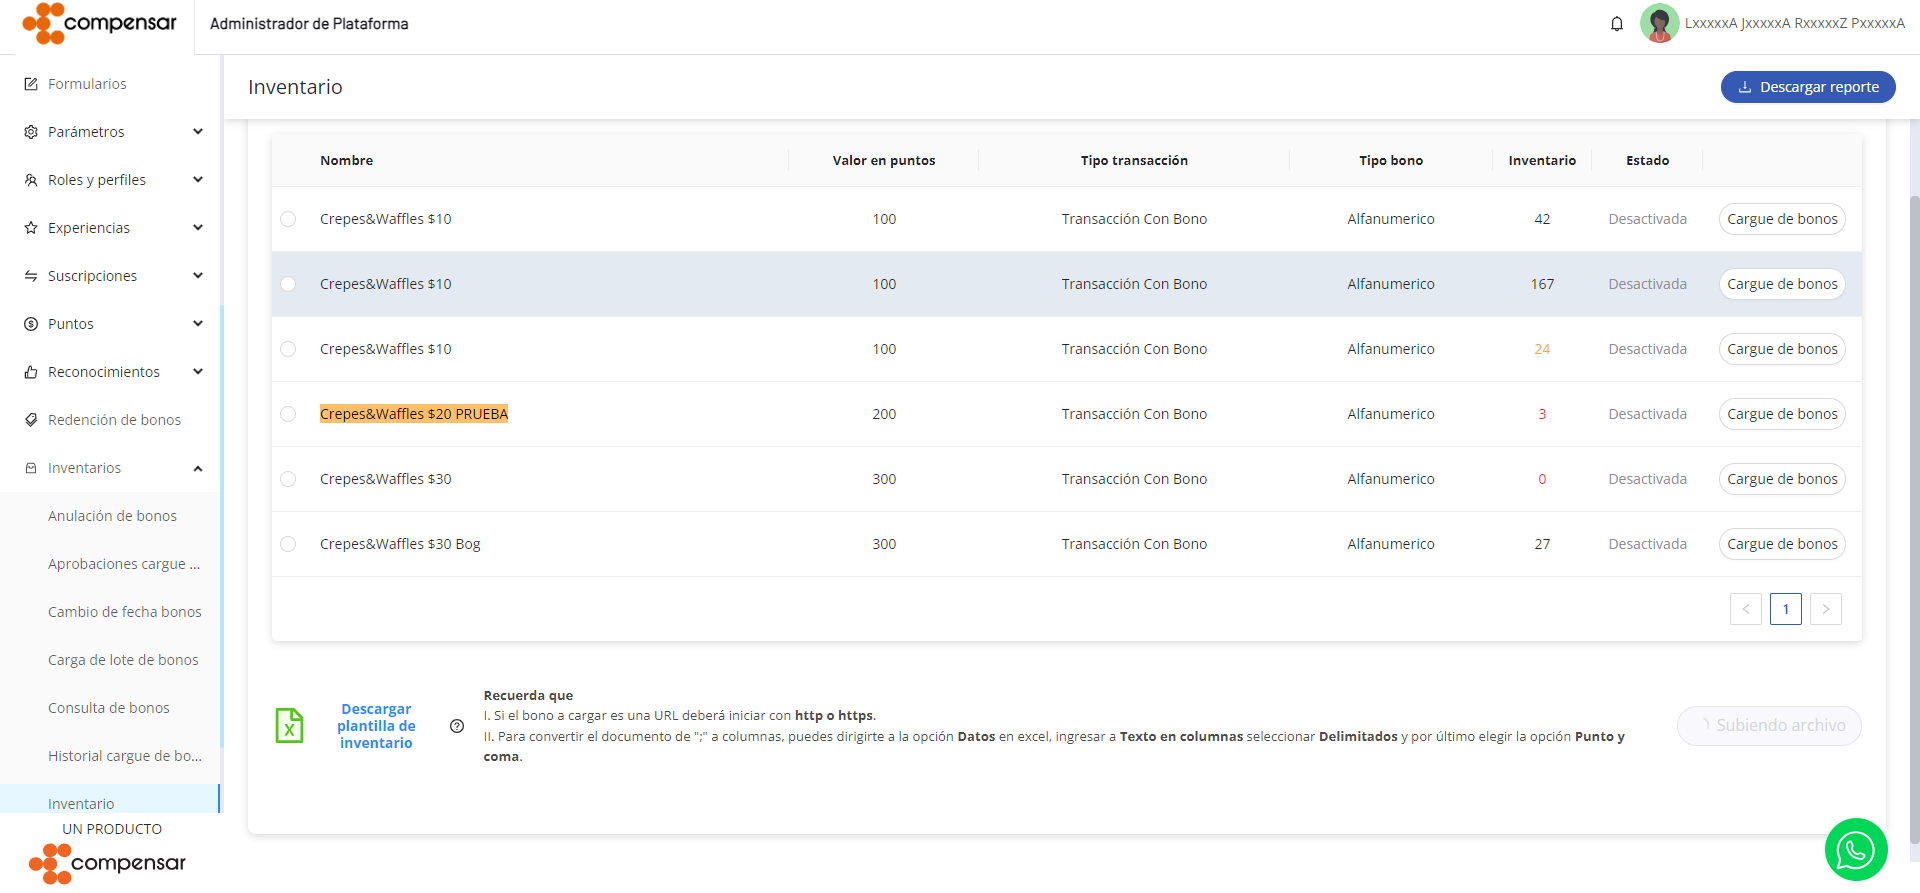 compensar
Administrador de Plataforma
LxxxxxA JxxxxxA RxxxxxZ PxxxxxA
Formularios
Parámetros
Roles y perfiles
Experiencias
Suscripciones
Puntos
Reconocimientos
Redención de bonos
Inventarios
Anulación de bonos
Aprobaciones cargue ...
Cambio de fecha bonos
Carga de lote de bonos
Consulta de bonos
Historial cargue de bo...
Inventario
UN PRODUCTO
compensar
Inventario
Descargar reporte
Nombre Valor en puntos Tipo transacción Tipo bono Inventario Estado
Crepes&Waffles $10 100 Transacción Con Bono Alfanumerico 42 Desactivada Cargue de bonos
Crepes&Waffles $10 100 Transacción Con Bono Alfanumerico 167 Desactivada Cargue de bonos
Crepes&Waffles $10 100 Transacción Con Bono Alfanumerico 24 Desactivada Cargue de bonos
Crepes&Waffles $20 PRUEBA 200 Transacción Con Bono Alfanumerico 3 Desactivada Cargue de bonos
Crepes&Waffles $30 300 Transacción Con Bono Alfanumerico 0 Desactivada Cargue de bonos
Crepes&Waffles $30 Bog 300 Transacción Con Bono Alfanumerico 27 Desactivada Cargue de bonos
< 1 >
Descargar
plantilla de
inventario
Recuerda que
I. Si el bono a cargar es una URL deberá iniciar con http o https.
II. Para convertir el documento de ";" a columnas, puedes dirigirte a la opción Datos en excel, ingresar a Texto en columnas seleccionar Delimitados y por último elegir la opción Punto y
coma.
Subiendo archivo